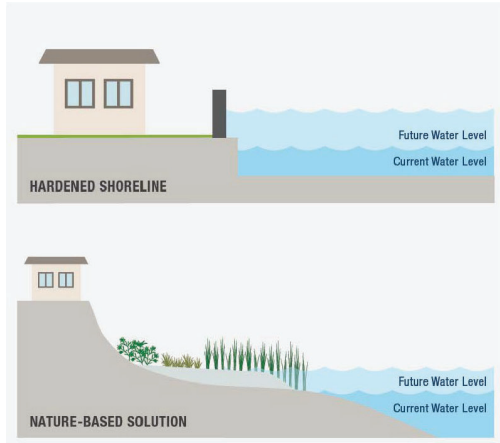 Future Water Level
Current Water Level
HARDENED SHORELINE
Future Water Level
Current Water Level
NATURE-BASED SOLUTION